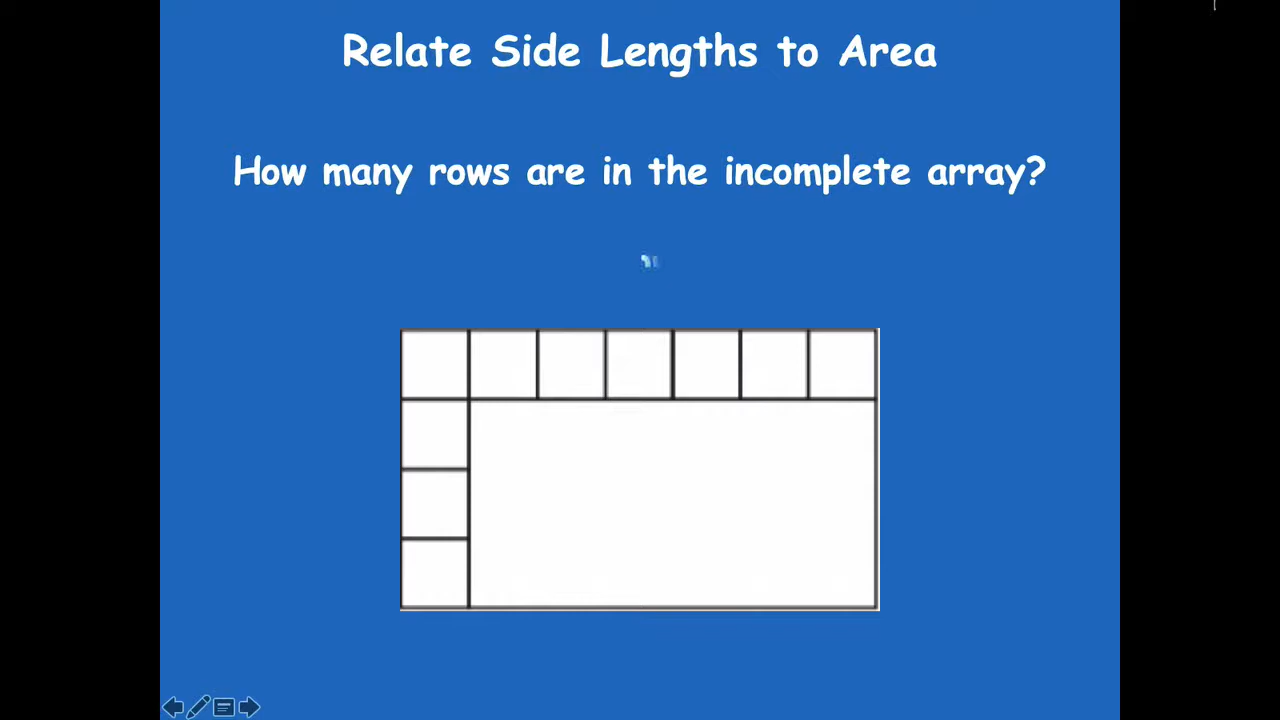 Relate Side Lengths to Area
How many rows are in the incomplete array?